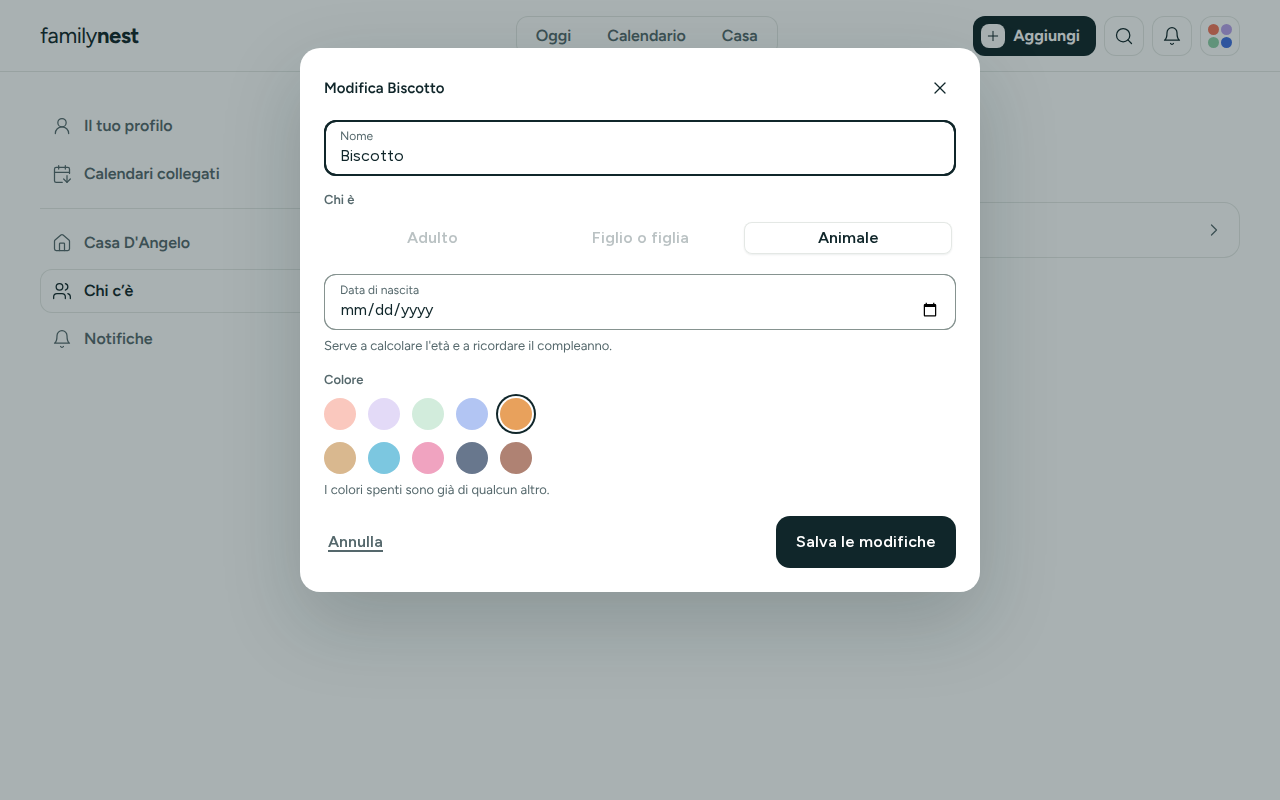 familynest
Oggi Calendario Casa
Aggiungi
Il tuo profilo
Calendari collegati
Casa D'Angelo
Chi c'è
Notifiche
Modifica Biscotto
Nome
Biscotto
Chi è
Adulto Figlio o figlia Animale
Data di nascita
mm/dd/yyyy
Serve a calcolare l'età e a ricordare il compleanno.
Colore
I colori spenti sono già di qualcun altro.
Annulla Salva le modifiche